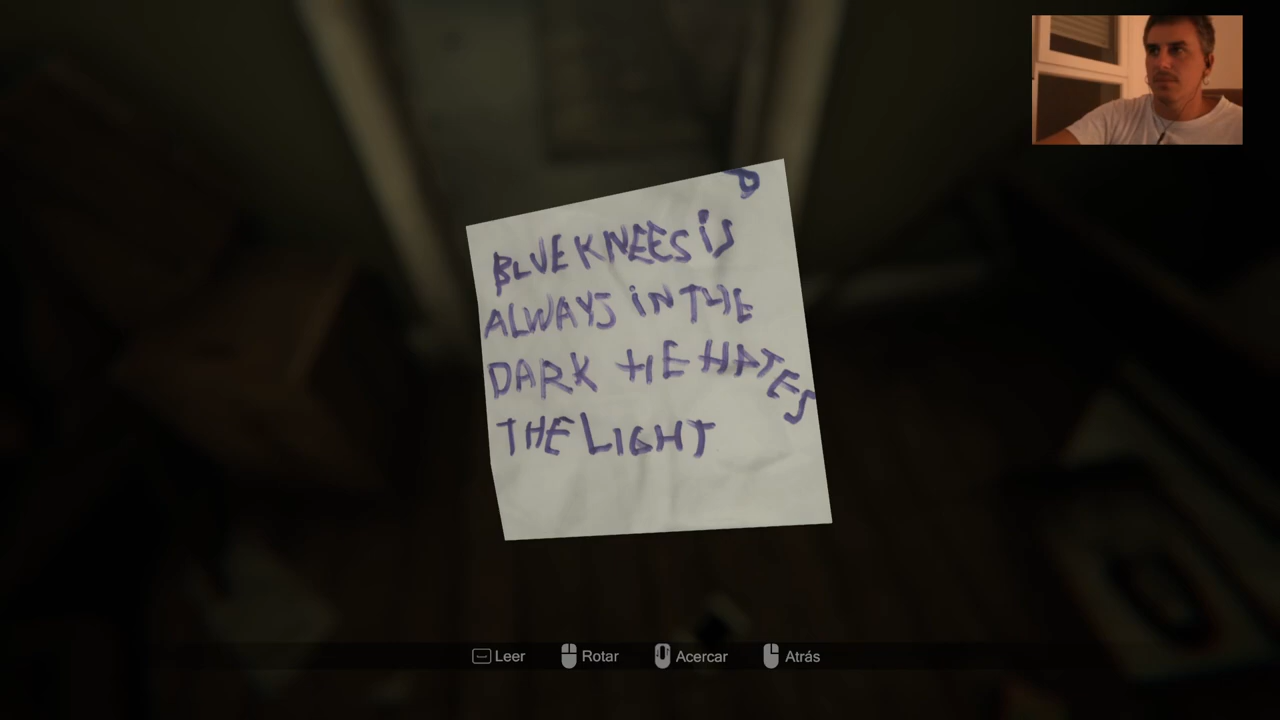 BLUE KNEES iS
ALWAYS iN THE
DARK HE HATES
THE LIGHT
Leer Rotar Acercar Atrás